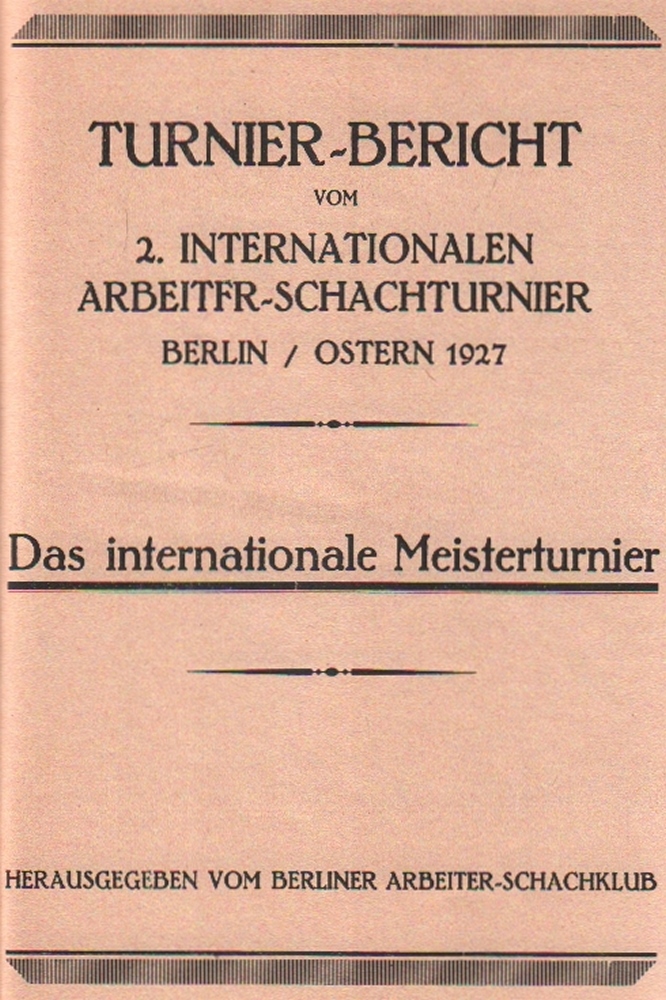 TURNIER-BERICHT
VOM
2. INTERNATIONALEN
ARBEITFR-SCHACHTURNIER
BERLIN / OSTERN 1927
Das internationale Meisterturnier
HERAUSGEGEBEN VOM BERLINER ARBEITER-SCHACHKLUB